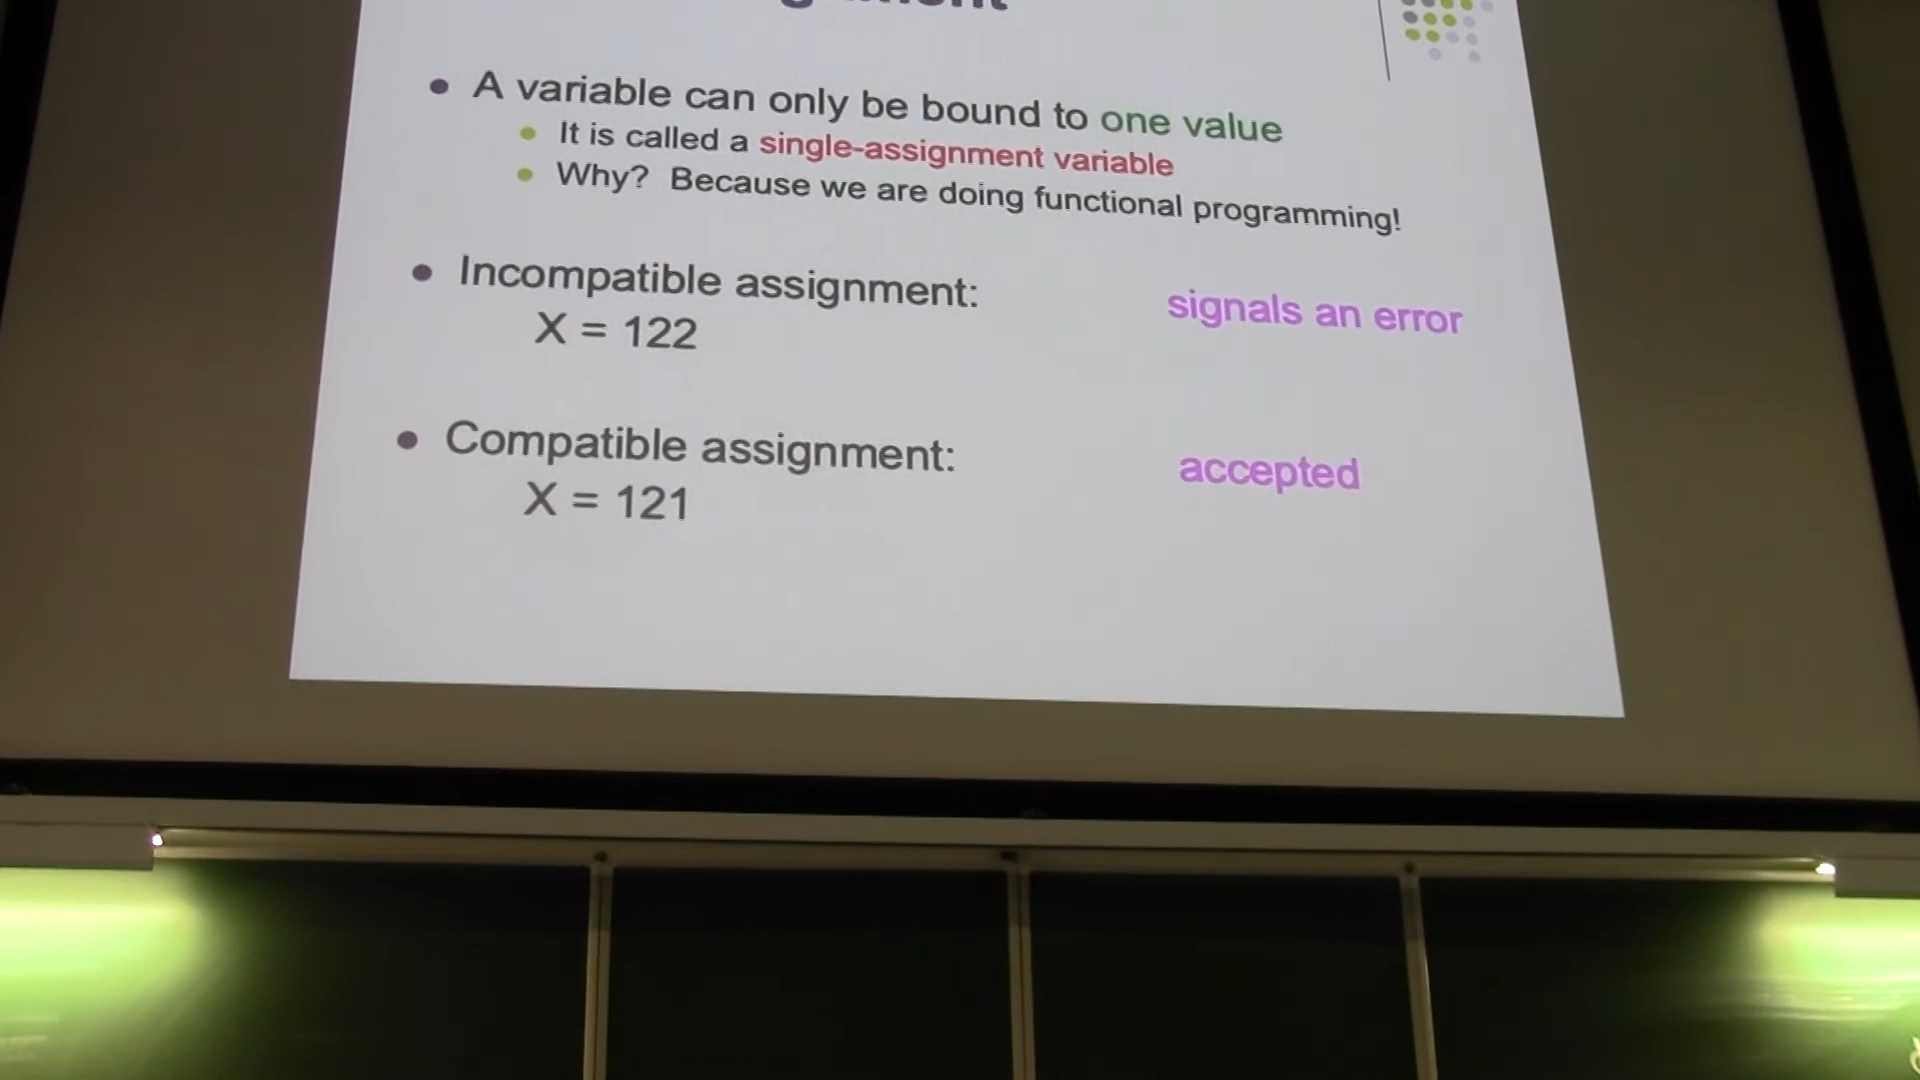 A variable can only be bound to one value
It is called a single-assignment variable
Why? Because we are doing functional programming!
Incompatible assignment: signals an error
X = 122
Compatible assignment: accepted
X = 121